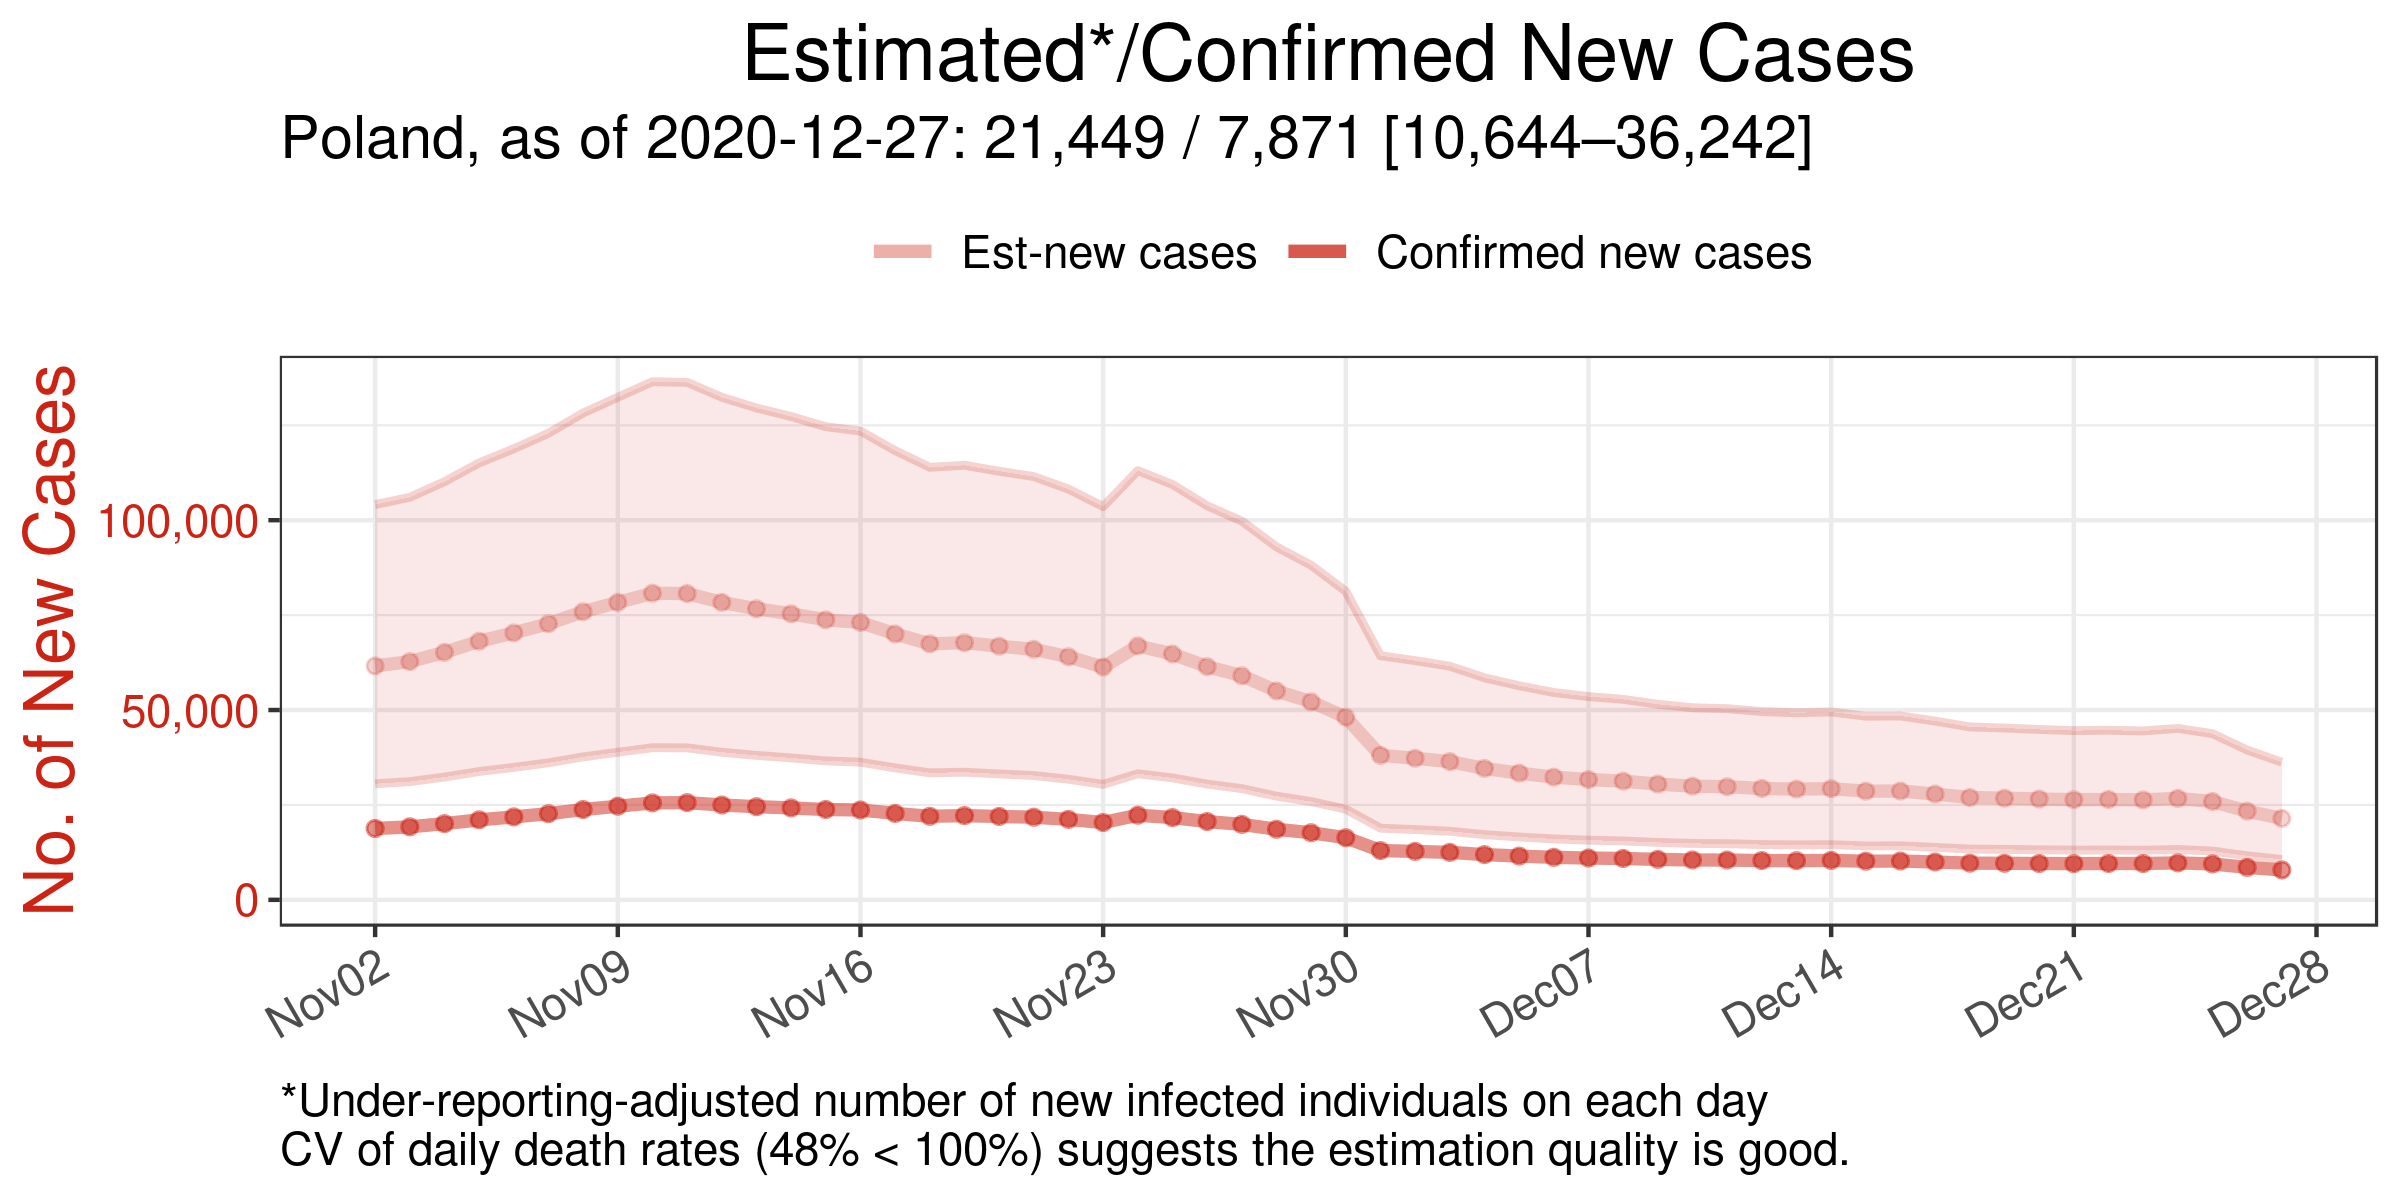 Estimated*/Confirmed New Cases
Poland, as of 2020-12-27: 21,449 / 7,871 [10,644–36,242]
Est-new cases
Confirmed new cases
No. of New Cases
100,000
50,000
0
Nov02
Nov09
Nov16
Nov23
Nov30
Dec07
Dec14
Dec21
Dec28
*Under-reporting-adjusted number of new infected individuals on each day
CV of daily death rates (48% < 100%) suggests the estimation quality is good.